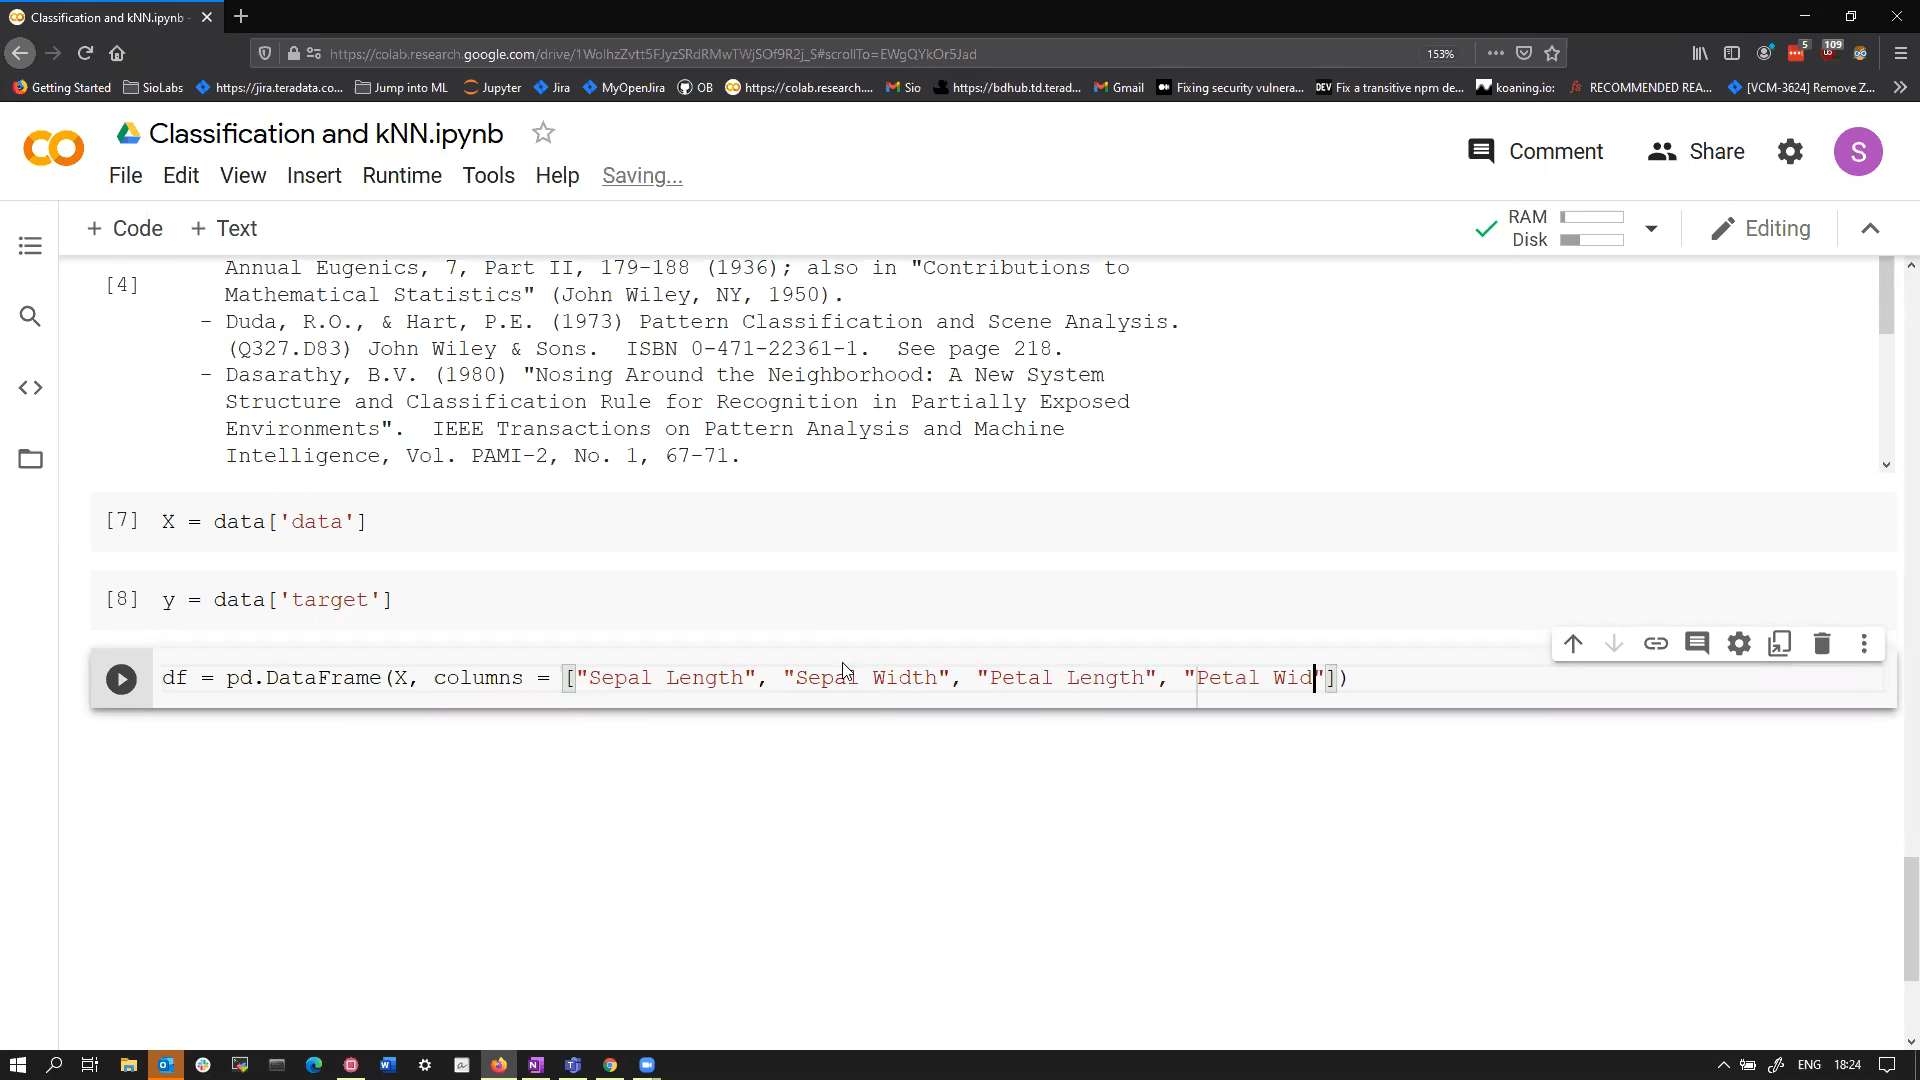 Classification and kNN.ipynb -
https://colab.research.google.com/drive/1WolhzZvtt5FJyzSRdRMwTWjSOf9R2j_S#scrollTo=EWgQYkOr5Jad
153%
5
109
Getting Started
SioLabs
https://jira.teradata.co...
Jump into ML
Jupyter
Jira
MyOpenJira
OB
https://colab.research....
Sio
https://bdhub.td.terad...
Gmail
Fixing security vulnera...
DEV
Fix a transitive npm de...
koaning.io:
RECOMMENDED REA...
[VCM-3624] Remove Z...
Classification and kNN.ipynb
Comment
Share
S
File Edit View Insert Runtime Tools Help Saving...
+ Code + Text
RAM
Disk
Editing
[4]
Annual Eugenics, 7, Part II, 179-188 (1936); also in "Contributions to
Mathematical Statistics" (John Wiley, NY, 1950).
- Duda, R.O., & Hart, P.E. (1973) Pattern Classification and Scene Analysis.
(Q327.D83) John Wiley & Sons.  ISBN 0-471-22361-1.  See page 218.
- Dasarathy, B.V. (1980) "Nosing Around the Neighborhood: A New System
Structure and Classification Rule for Recognition in Partially Exposed
Environments".  IEEE Transactions on Pattern Analysis and Machine
Intelligence, Vol. PAMI-2, No. 1, 67-71.
[7] X = data['data']
[8] y = data['target']
df = pd.DataFrame(X, columns = ["Sepal Length", "Sepal Width", "Petal Length", "Petal Wid"])
ENG
18:24